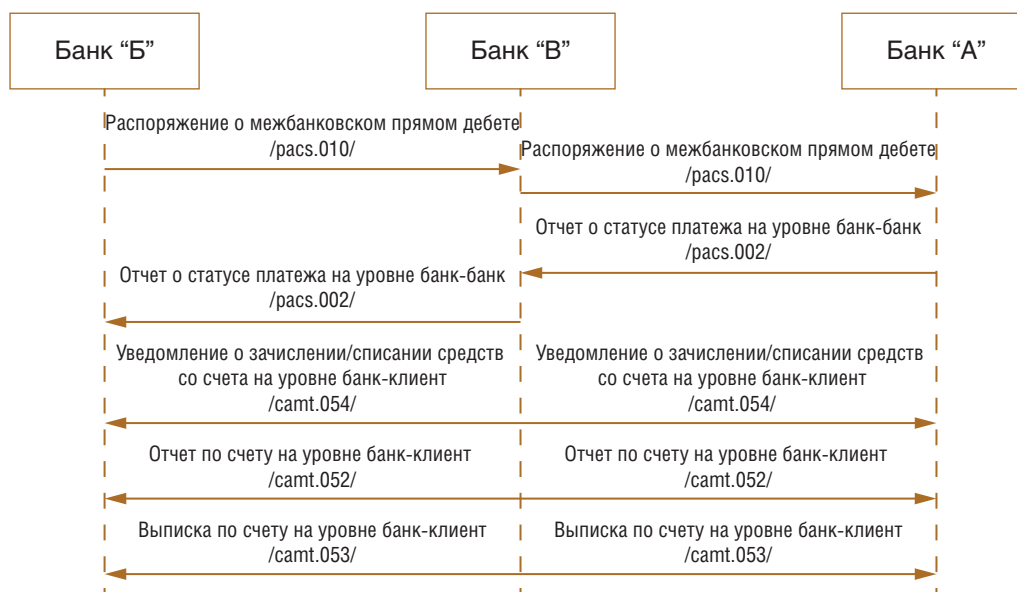 Банк “Б”
Банк “В”
Банк “А”
Распоряжение о межбанковском прямом дебете
/pacs.010/
Распоряжение о межбанковском прямом дебете
/pacs.010/
Отчет о статусе платежа на уровне банк-банк
/pacs.002/
Отчет о статусе платежа на уровне банк-банк
/pacs.002/
Уведомление о зачислении/списании средств
со счета на уровне банк-клиент
/camt.054/
Уведомление о зачислении/списании средств
со счета на уровне банк-клиент
/camt.054/
Отчет по счету на уровне банк-клиент
/camt.052/
Отчет по счету на уровне банк-клиент
/camt.052/
Выписка по счету на уровне банк-клиент
/camt.053/
Выписка по счету на уровне банк-клиент
/camt.053/